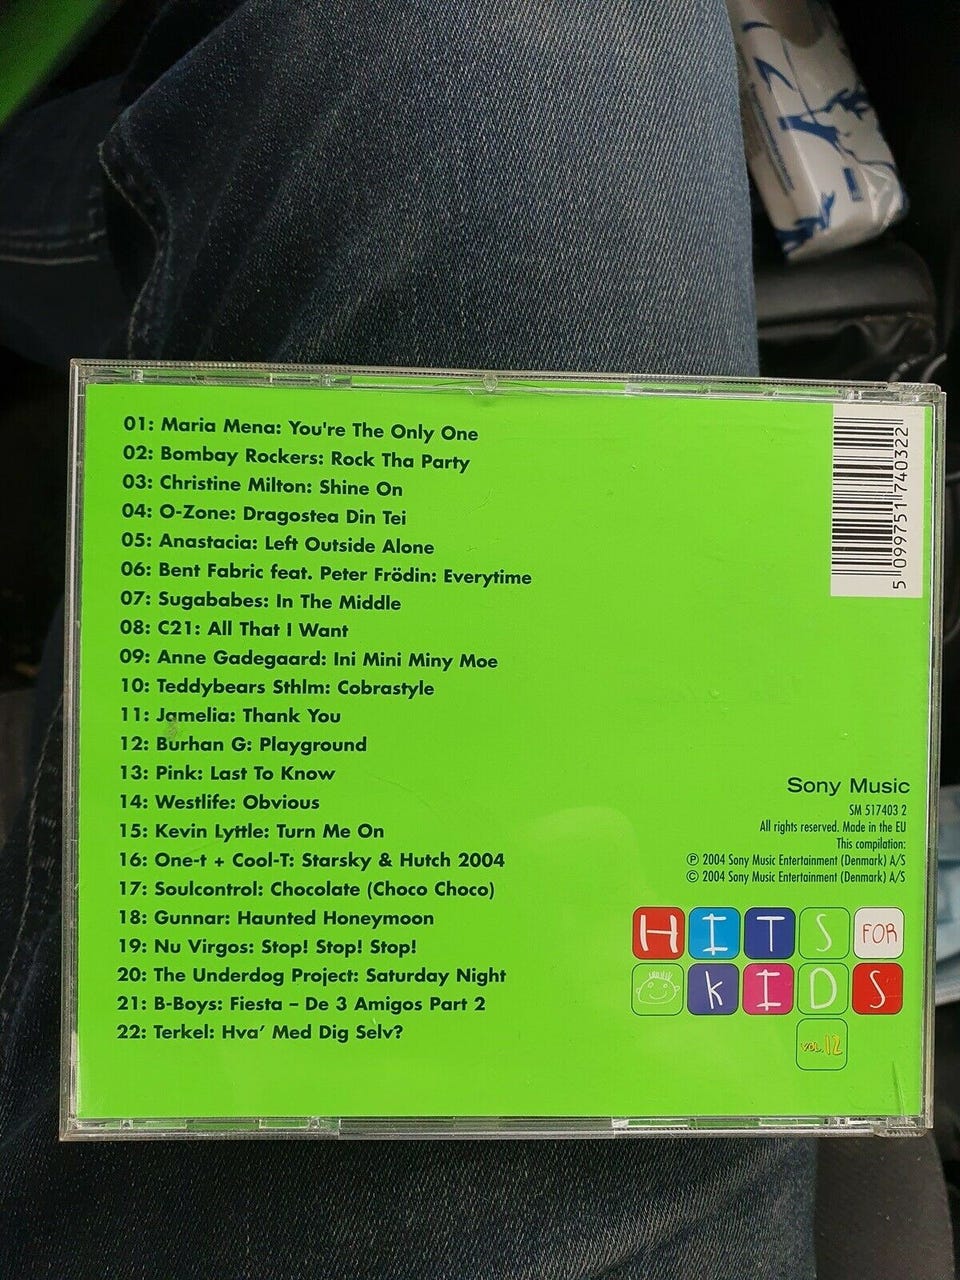 01: Maria Mena: You're The Only One
02: Bombay Rockers: Rock Tha Party
03: Christine Milton: Shine On
04: O-Zone: Dragostea Din Tei
05: Anastacia: Left Outside Alone
06: Bent Fabric feat. Peter Frödin: Everytime
07: Sugababes: In The Middle
08: C21: All That I Want
09: Anne Gadegaard: Ini Mini Miny Moe
10: Teddybears Sthlm: Cobrastyle
11: Jamelia: Thank You
12: Burhan G: Playground
13: Pink: Last To Know
14: Westlife: Obvious
15: Kevin Lyttle: Turn Me On
16: One-t + Cool-T: Starsky & Hutch 2004
17: Soulcontrol: Chocolate (Choco Choco)
18: Gunnar: Haunted Honeymoon
19: Nu Virgos: Stop! Stop! Stop!
20: The Underdog Project: Saturday Night
21: B-Boys: Fiesta – De 3 Amigos Part 2
22: Terkel: Hva' Med Dig Selv?
5 099751 740322
Sony Music
SM 517403 2
All rights reserved. Made in the EU
This compilation:
℗ 2004 Sony Music Entertainment (Denmark) A/S
© 2004 Sony Music Entertainment (Denmark) A/S
HITS FOR
KIDS
VOL.12